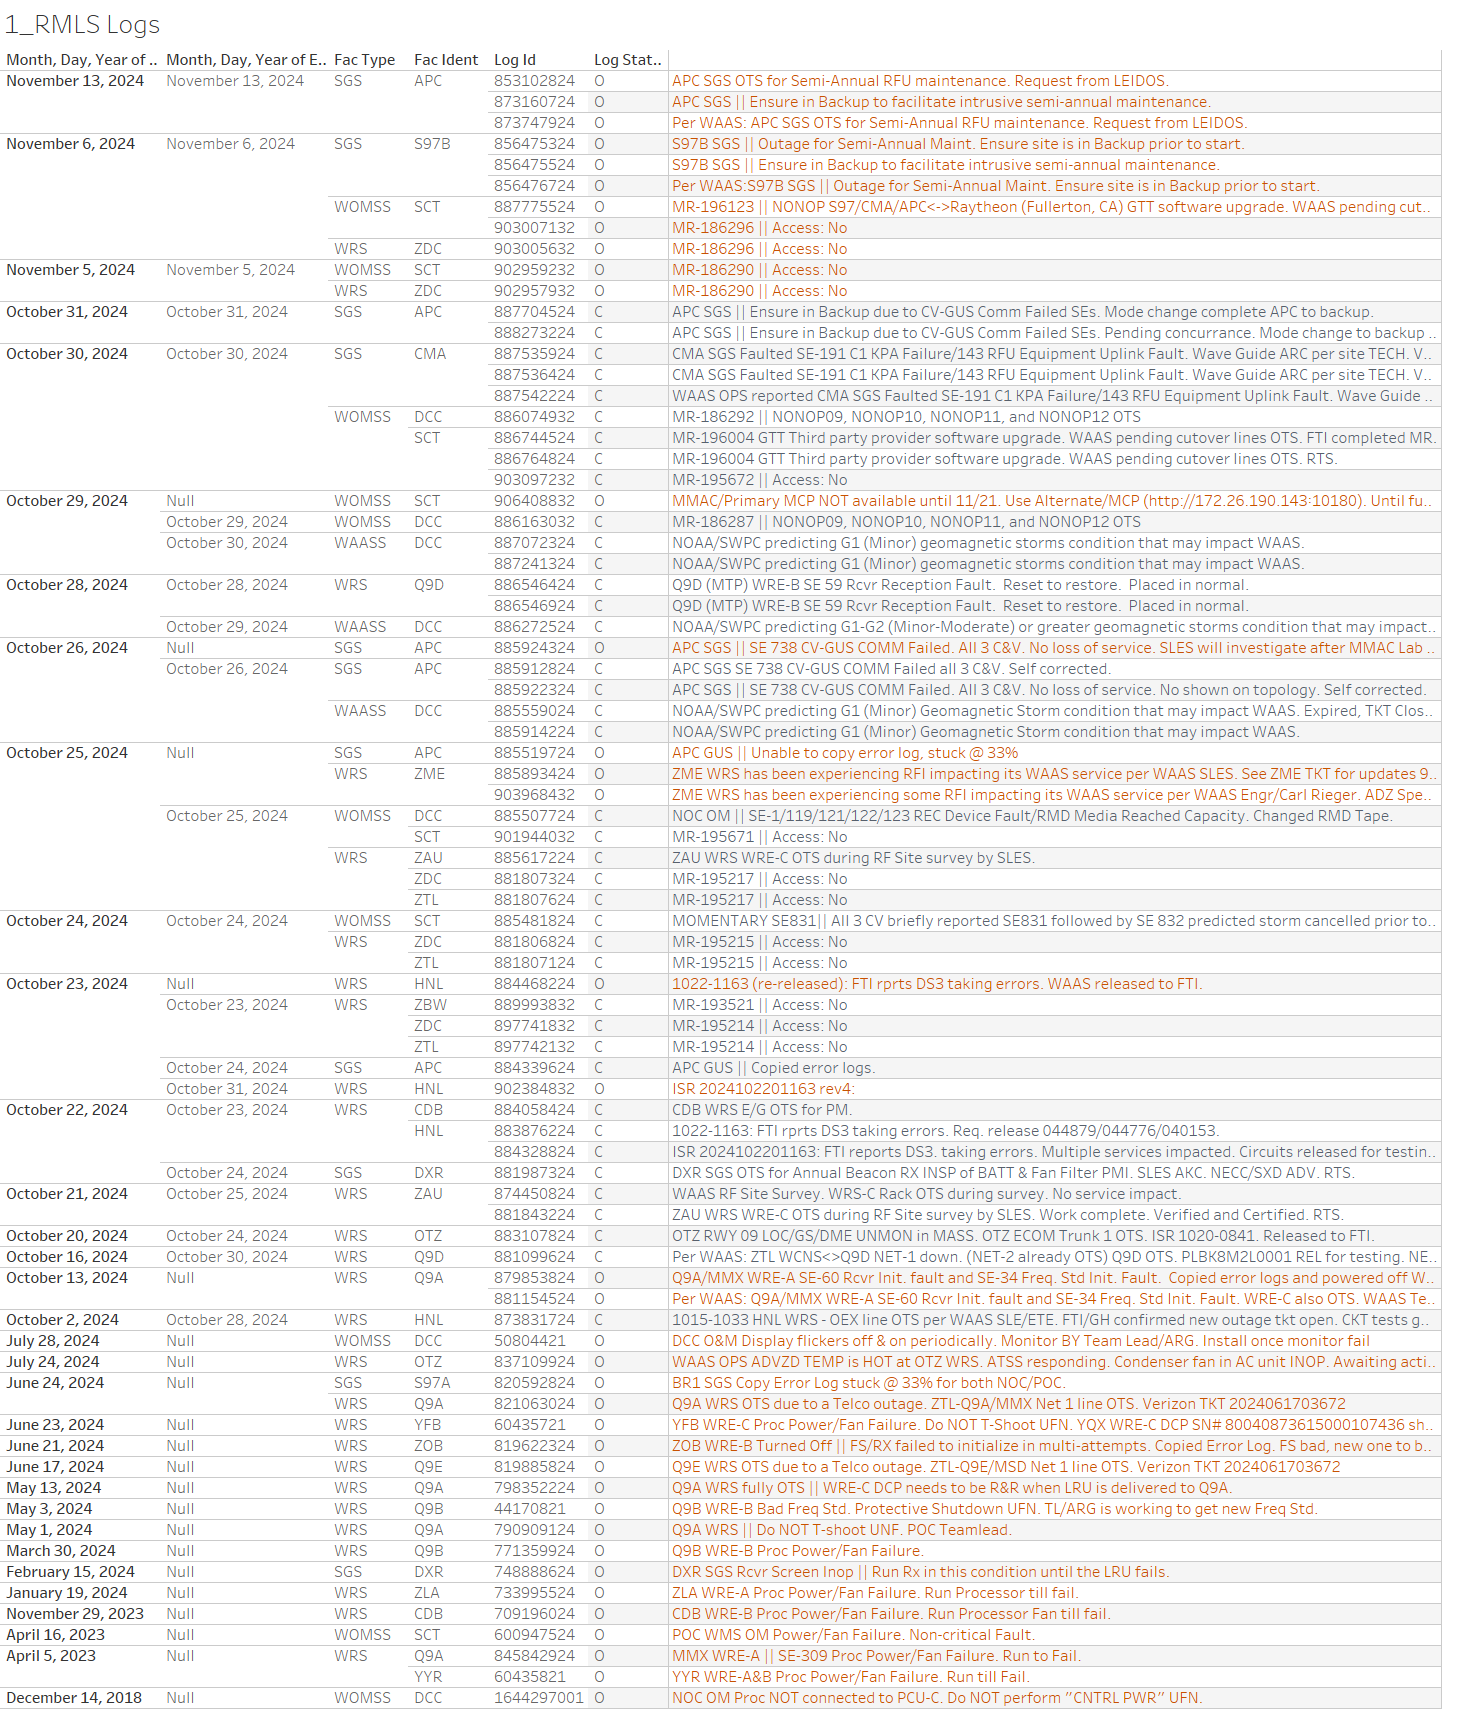 1_RMLS Logs
Month, Day, Year of .. Month, Day, Year of E.. Fac Type Fac Ident Log Id Log Stat..
November 13, 2024 November 13, 2024 SGS APC 853102824 O APC SGS OTS for Semi-Annual RFU maintenance. Request from LEIDOS.
873160724 O APC SGS || Ensure in Backup to facilitate intrusive semi-annual maintenance.
873747924 O Per WAAS: APC SGS OTS for Semi-Annual RFU maintenance. Request from LEIDOS.
November 6, 2024 November 6, 2024 SGS S97B 856475324 O S97B SGS || Outage for Semi-Annual Maint. Ensure site is in Backup prior to start.
856475524 O S97B SGS || Ensure in Backup to facilitate intrusive semi-annual maintenance.
856476724 O Per WAAS:S97B SGS || Outage for Semi-Annual Maint. Ensure site is in Backup prior to start.
WOMSS SCT 887775524 O MR-196123 || NONOP S97/CMA/APC<->Raytheon (Fullerton, CA) GTT software upgrade. WAAS pending cut..
903007132 O MR-186296 || Access: No
WRS ZDC 903005632 O MR-186296 || Access: No
November 5, 2024 November 5, 2024 WOMSS SCT 902959232 O MR-186290 || Access: No
WRS ZDC 902957932 O MR-186290 || Access: No
October 31, 2024 October 31, 2024 SGS APC 887704524 C APC SGS || Ensure in Backup due to CV-GUS Comm Failed SEs. Mode change complete APC to backup.
888273224 C APC SGS || Ensure in Backup due to CV-GUS Comm Failed SEs. Pending concurrance. Mode change to backup ..
October 30, 2024 October 30, 2024 SGS CMA 887535924 C CMA SGS Faulted SE-191 C1 KPA Failure/143 RFU Equipment Uplink Fault. Wave Guide ARC per site TECH. V..
887536424 C CMA SGS Faulted SE-191 C1 KPA Failure/143 RFU Equipment Uplink Fault. Wave Guide ARC per site TECH. V..
887542224 C WAAS OPS reported CMA SGS Faulted SE-191 C1 KPA Failure/143 RFU Equipment Uplink Fault. Wave Guide ..
WOMSS DCC 886074932 C MR-186292 || NONOP09, NONOP10, NONOP11, and NONOP12 OTS
SCT 886744524 C MR-196004 GTT Third party provider software upgrade. WAAS pending cutover lines OTS. FTI completed MR.
886764824 C MR-196004 GTT Third party provider software upgrade. WAAS pending cutover lines OTS. RTS.
903097232 C MR-195672 || Access: No
October 29, 2024 Null WOMSS SCT 906408832 O MMAC/Primary MCP NOT available until 11/21. Use Alternate/MCP (http://172.26.190.143:10180). Until fu..
October 29, 2024 WOMSS DCC 886163032 C MR-186287 || NONOP09, NONOP10, NONOP11, and NONOP12 OTS
October 30, 2024 WAASS DCC 887072324 C NOAA/SWPC predicting G1 (Minor) geomagnetic storms condition that may impact WAAS.
887241324 C NOAA/SWPC predicting G1 (Minor) geomagnetic storms condition that may impact WAAS.
October 28, 2024 October 28, 2024 WRS Q9D 886546424 C Q9D (MTP) WRE-B SE 59 Rcvr Reception Fault.  Reset to restore.  Placed in normal.
886546924 C Q9D (MTP) WRE-B SE 59 Rcvr Reception Fault.  Reset to restore.  Placed in normal.
October 29, 2024 WAASS DCC 886272524 C NOAA/SWPC predicting G1-G2 (Minor-Moderate) or greater geomagnetic storms condition that may impact..
October 26, 2024 Null SGS APC 885924324 O APC SGS || SE 738 CV-GUS COMM Failed. All 3 C&V. No loss of service. SLES will investigate after MMAC Lab ..
October 26, 2024 SGS APC 885912824 C APC SGS SE 738 CV-GUS COMM Failed all 3 C&V. Self corrected.
885922324 C APC SGS || SE 738 CV-GUS COMM Failed. All 3 C&V. No loss of service. No shown on topology. Self corrected.
WAASS DCC 885559024 C NOAA/SWPC predicting G1 (Minor) Geomagnetic Storm condition that may impact WAAS. Expired, TKT Clos..
885914224 C NOAA/SWPC predicting G1 (Minor) Geomagnetic Storm condition that may impact WAAS.
October 25, 2024 Null SGS APC 885519724 O APC GUS || Unable to copy error log, stuck @ 33%
WRS ZME 885893424 O ZME WRS has been experiencing RFI impacting its WAAS service per WAAS SLES. See ZME TKT for updates 9..
903968432 O ZME WRS has been experiencing some RFI impacting its WAAS service per WAAS Engr/Carl Rieger. ADZ Spe..
October 25, 2024 WOMSS DCC 885507724 C NOC OM || SE-1/119/121/122/123 REC Device Fault/RMD Media Reached Capacity. Changed RMD Tape.
SCT 901944032 C MR-195671 || Access: No
WRS ZAU 885617224 C ZAU WRS WRE-C OTS during RF Site survey by SLES.
ZDC 881807324 C MR-195217 || Access: No
ZTL 881807624 C MR-195217 || Access: No
October 24, 2024 October 24, 2024 WOMSS SCT 885481824 C MOMENTARY SE831|| All 3 CV briefly reported SE831 followed by SE 832 predicted storm cancelled prior to..
WRS ZDC 881806824 C MR-195215 || Access: No
ZTL 881807124 C MR-195215 || Access: No
October 23, 2024 Null WRS HNL 884468224 O 1022-1163 (re-released): FTI rprts DS3 taking errors. WAAS released to FTI.
October 23, 2024 WRS ZBW 889993832 C MR-193521 || Access: No
ZDC 897741832 C MR-195214 || Access: No
ZTL 897742132 C MR-195214 || Access: No
October 24, 2024 SGS APC 884339624 C APC GUS || Copied error logs.
October 31, 2024 WRS HNL 902384832 O ISR 2024102201163 rev4:
October 22, 2024 October 23, 2024 WRS CDB 884058424 C CDB WRS E/G OTS for PM.
HNL 883876224 C 1022-1163: FTI rprts DS3 taking errors. Req. release 044879/044776/040153.
884328824 C ISR 2024102201163: FTI reports DS3. taking errors. Multiple services impacted. Circuits released for testin..
October 24, 2024 SGS DXR 881987324 C DXR SGS OTS for Annual Beacon RX INSP of BATT & Fan Filter PMI. SLES AKC. NECC/SXD ADV. RTS.
October 21, 2024 October 25, 2024 WRS ZAU 874450824 C WAAS RF Site Survey. WRS-C Rack OTS during survey. No service impact.
881843224 C ZAU WRS WRE-C OTS during RF Site survey by SLES. Work complete. Verified and Certified. RTS.
October 20, 2024 October 24, 2024 WRS OTZ 883107824 C OTZ RWY 09 LOC/GS/DME UNMON in MASS. OTZ ECOM Trunk 1 OTS. ISR 1020-0841. Released to FTI.
October 16, 2024 October 30, 2024 WRS Q9D 881099624 C Per WAAS: ZTL WCNS<>Q9D NET-1 down. (NET-2 already OTS) Q9D OTS. PLBK8M2L0001 REL for testing. NE..
October 13, 2024 Null WRS Q9A 879853824 O Q9A/MMX WRE-A SE-60 Rcvr Init. fault and SE-34 Freq. Std Init. Fault.  Copied error logs and powered off W..
881154524 O Per WAAS: Q9A/MMX WRE-A SE-60 Rcvr Init. fault and SE-34 Freq. Std Init. Fault. WRE-C also OTS. WAAS Te..
October 2, 2024 October 28, 2024 WRS HNL 873831724 C 1015-1033 HNL WRS - OEX line OTS per WAAS SLE/ETE. FTI/GH confirmed new outage tkt open. CKT tests g..
July 28, 2024 Null WOMSS DCC 50804421 O DCC O&M Display flickers off & on periodically. Monitor BY Team Lead/ARG. Install once monitor fail
July 24, 2024 Null WRS OTZ 837109924 O WAAS OPS ADVZD TEMP is HOT at OTZ WRS. ATSS responding. Condenser fan in AC unit INOP. Awaiting acti..
June 24, 2024 Null SGS S97A 820592824 O BR1 SGS Copy Error Log stuck @ 33% for both NOC/POC.
WRS Q9A 821063024 O Q9A WRS OTS due to a Telco outage. ZTL-Q9A/MMX Net 1 line OTS. Verizon TKT 2024061703672
June 23, 2024 Null WRS YFB 60435721 O YFB WRE-C Proc Power/Fan Failure. Do NOT T-Shoot UFN. YQX WRE-C DCP SN# 80040873615000107436 sh..
June 21, 2024 Null WRS ZOB 819622324 O ZOB WRE-B Turned Off || FS/RX failed to initialize in multi-attempts. Copied Error Log. FS bad, new one to b..
June 17, 2024 Null WRS Q9E 819885824 O Q9E WRS OTS due to a Telco outage. ZTL-Q9E/MSD Net 1 line OTS. Verizon TKT 2024061703672
May 13, 2024 Null WRS Q9A 798352224 O Q9A WRS fully OTS || WRE-C DCP needs to be R&R when LRU is delivered to Q9A.
May 3, 2024 Null WRS Q9B 44170821 O Q9B WRE-B Bad Freq Std. Protective Shutdown UFN. TL/ARG is working to get new Freq Std.
May 1, 2024 Null WRS Q9A 790909124 O Q9A WRS || Do NOT T-shoot UNF. POC Teamlead.
March 30, 2024 Null WRS Q9B 771359924 O Q9B WRE-B Proc Power/Fan Failure.
February 15, 2024 Null SGS DXR 748888624 O DXR SGS Rcvr Screen Inop || Run Rx in this condition until the LRU fails.
January 19, 2024 Null WRS ZLA 733995524 O ZLA WRE-A Proc Power/Fan Failure. Run Processor till fail.
November 29, 2023 Null WRS CDB 709196024 O CDB WRE-B Proc Power/Fan Failure. Run Processor Fan till fail.
April 16, 2023 Null WOMSS SCT 600947524 O POC WMS OM Power/Fan Failure. Non-critical Fault.
April 5, 2023 Null WRS Q9A 845842924 O MMX WRE-A || SE-309 Proc Power/Fan Failure. Run to Fail.
YYR 60435821 O YYR WRE-A&B Proc Power/Fan Failure. Run till Fail.
December 14, 2018 Null WOMSS DCC 1644297001 O NOC OM Proc NOT connected to PCU-C. Do NOT perform "CNTRL PWR" UFN.